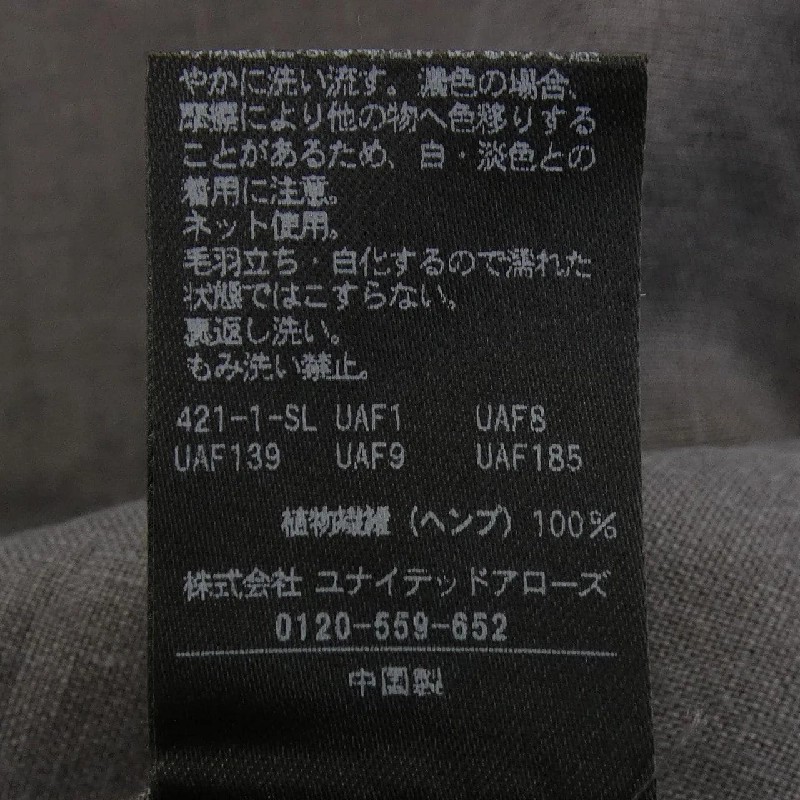 やかに洗い流す。濃色の場合、
摩擦により他の物へ色移りする
ことがあるため、白・淡色との
着用に注意。
ネット使用。
毛羽立ち・白化するので濡れた
状態ではこすらない。
裏返し洗い。
もみ洗い禁止。
421-1-SL UAF1 UAF8
UAF139 UAF9 UAF185
植物繊維 (ヘンプ) 100%
株式会社 ユナイテッドアローズ
0120-559-652
中国製